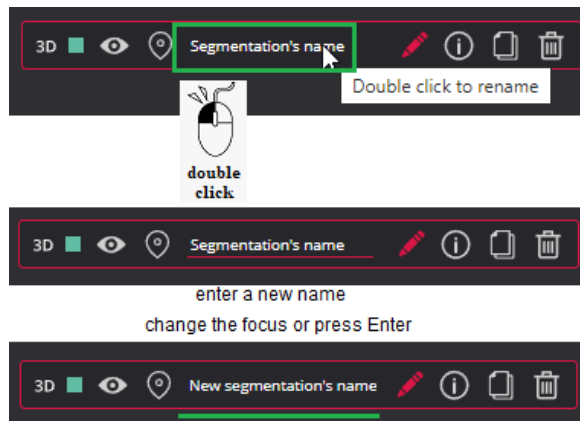 3D Segmentation's name
Double click to rename
double
click
3D Segmentation's name
enter a new name
change the focus or press Enter
3D New segmentation's name